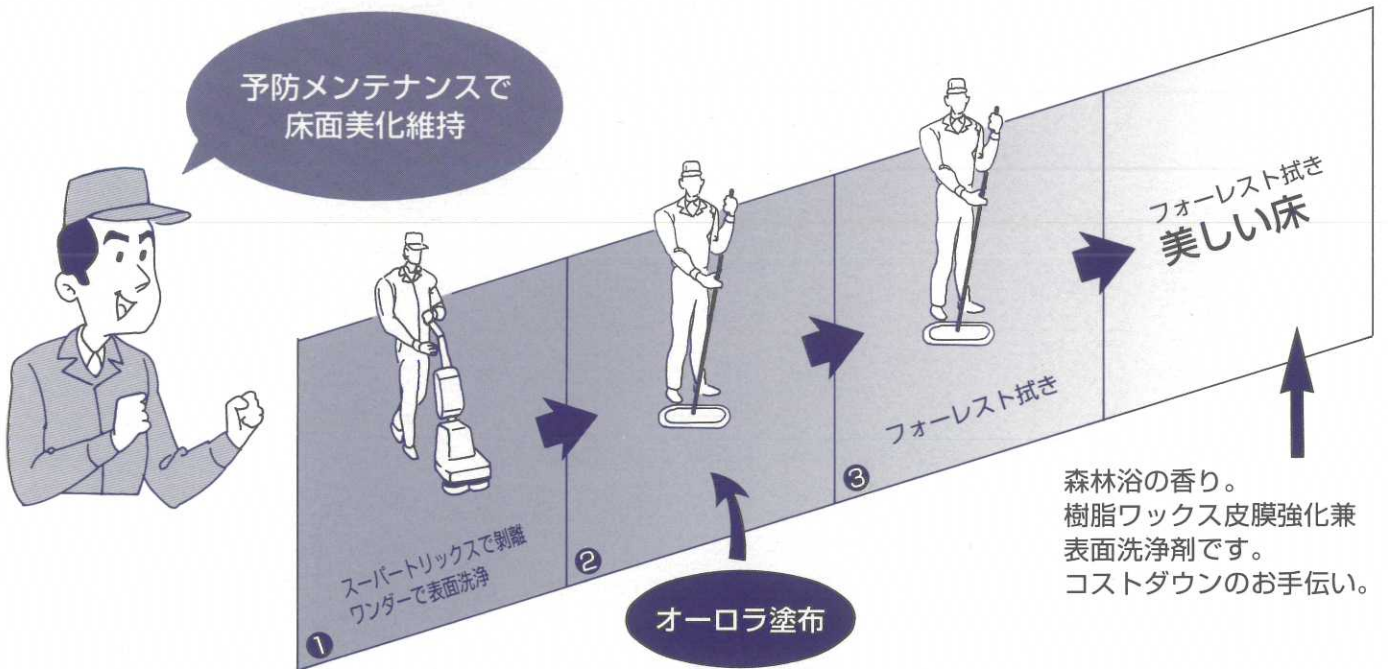 予防メンテナンスで
床面美化維持
スーパートリックスで剥離
ワンダーで表面洗浄
❶
❷
オーロラ塗布
❸
フォーレスト拭き
フォーレスト拭き
美しい床
森林浴の香り。
樹脂ワックス皮膜強化兼
表面洗浄剤です。
コストダウンのお手伝い。